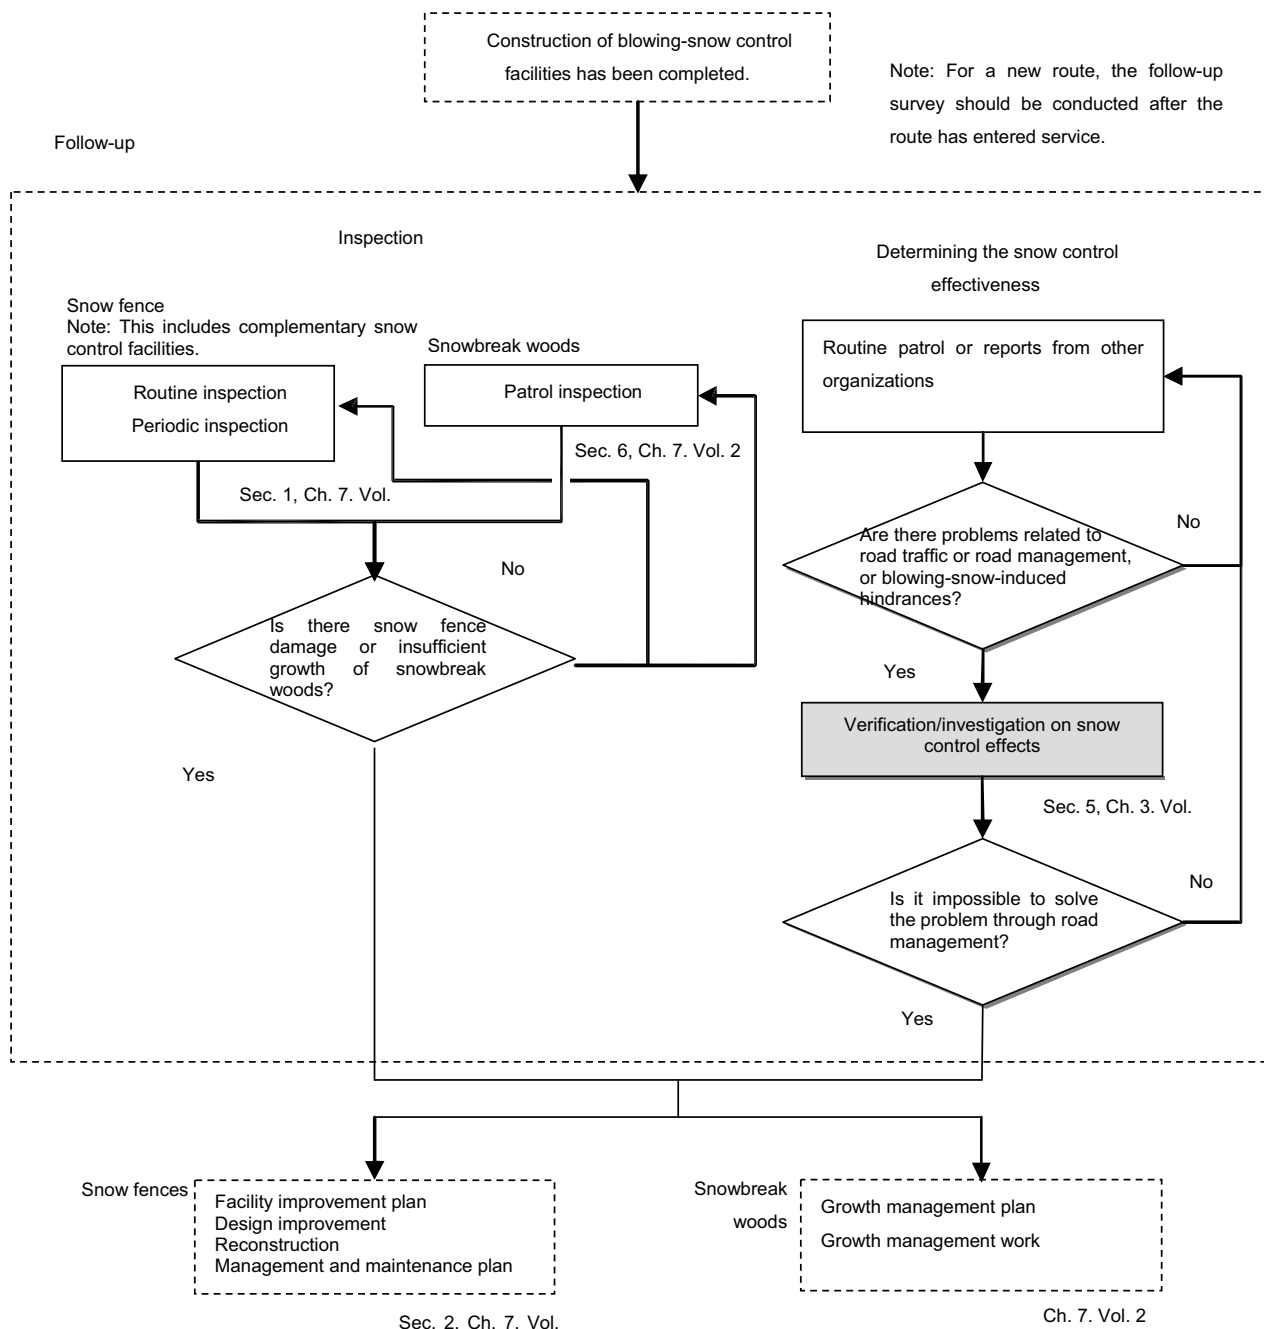 Construction of blowing-snow control
facilities has been completed.
Note: For a new route, the follow-up
survey should be conducted after the
route has entered service.
Follow-up
Inspection
Determining the snow control
effectiveness
Snow fence
Note: This includes complementary snow
control facilities.
Snowbreak woods
Routine inspection
Periodic inspection
Patrol inspection
Routine patrol or reports from other
organizations
Sec. 6, Ch. 7. Vol. 2
Sec. 1, Ch. 7. Vol.
No
Are there problems related to
road traffic or road management,
or blowing-snow-induced
hindrances?
No
Is there snow fence
damage or insufficient
growth of snowbreak
woods?
Yes
Verification/investigation on snow
control effects
Yes
Sec. 5, Ch. 3. Vol.
Is it impossible to solve
the problem through road
management?
No
Yes
Snow fences
Facility improvement plan
Design improvement
Reconstruction
Management and maintenance plan
Snowbreak
woods
Growth management plan
Growth management work
Sec. 2, Ch. 7. Vol.
Ch. 7. Vol. 2